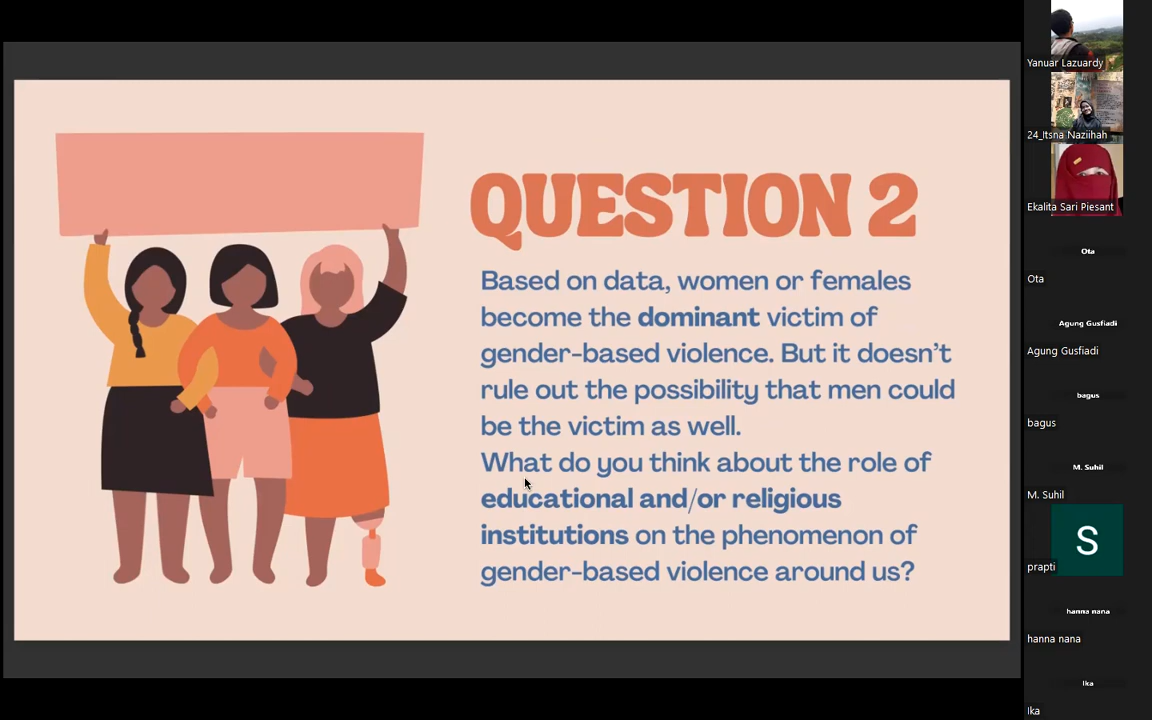 QUESTION 2
Based on data, women or females
become the dominant victim of
gender-based violence. But it doesn't
rule out the possibility that men could
be the victim as well.
What do you think about the role of
educational and/or religious
institutions on the phenomenon of
gender-based violence around us?
Yanuar Lazuardy
24_Itsna Naziihah
Ekalita Sari Piesant
Ota
Ota
Agung Gusfiadi
Agung Gusfiadi
bagus
bagus
M. Suhil
M. Suhil
S
prapti
hanna nana
hanna nana
Ika
Ika